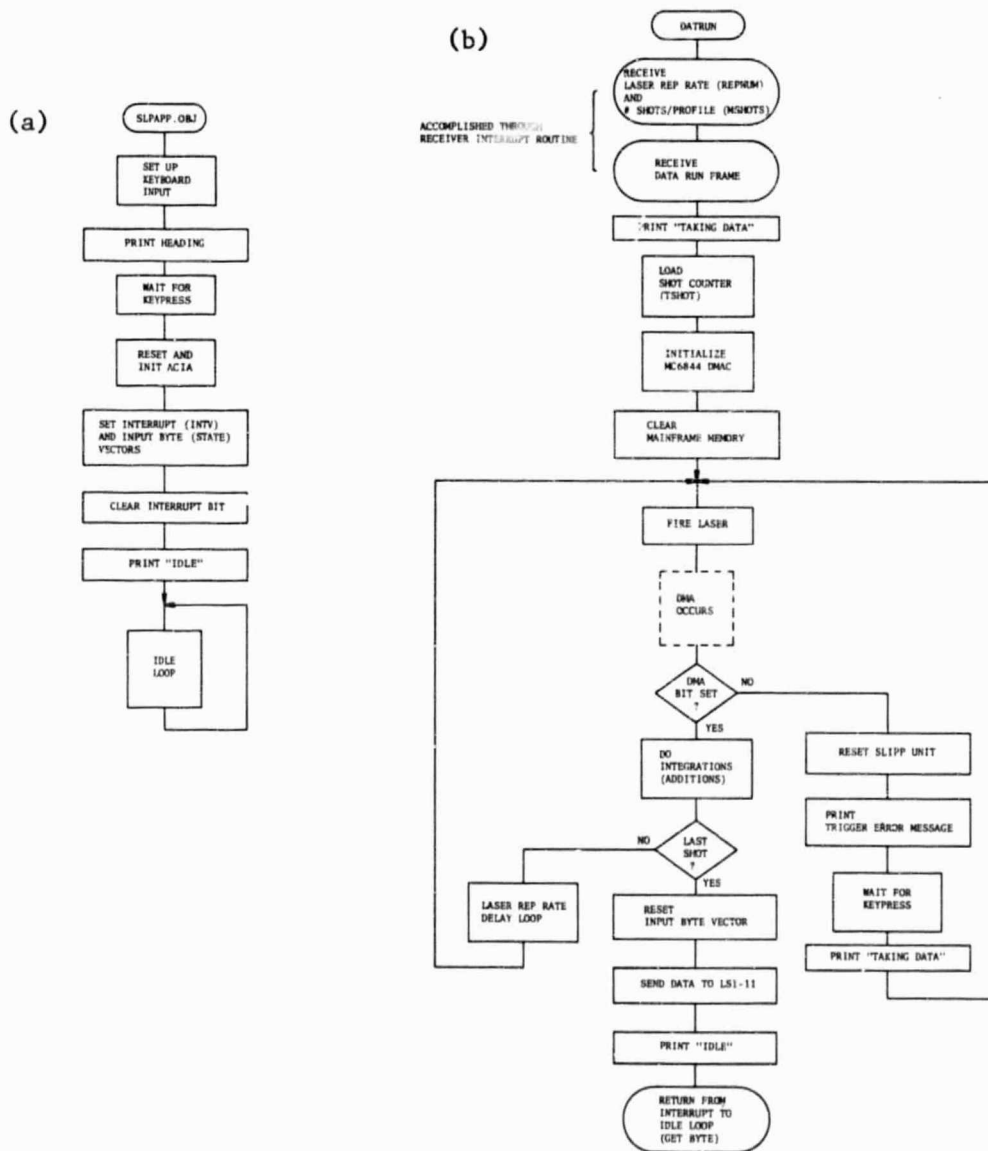 (a)
SLPAPP.OBJ
SET UP
KEYBOARD
INPUT
PRINT HEADING
WAIT FOR
KEYPRESS
RESET AND
INIT ACIA
SET INTERRUPT (INTV)
AND INPUT BYTE (STATE)
VECTORS
CLEAR INTERRUPT BIT
PRINT "IDLE"
IDLE
LOOP
(b)
DATRUN
RECEIVE
LASER REP RATE (REPNUM)
AND
# SHOTS/PROFILE (MSHOTS)
ACCOMPLISHED THROUGH
RECEIVER INTERRUPT ROUTINE
RECEIVE
DATA RUN FRAME
PRINT "TAKING DATA"
LOAD
SHOT COUNTER
(TSHOT)
INITIALIZE
MC6844 DMAC
CLEAR
MAINFRAME MEMORY
FIRE LASER
DMA
OCCURS
DMA
BIT SET
?
NO
YES
DO
INTEGRATIONS
(ADDITIONS)
RESET SLIPP UNIT
PRINT
TRIGGER ERROR MESSAGE
WAIT FOR
KEYPRESS
PRINT "TAKING DATA"
LAST
SHOT
?
NO
YES
LASER REP RATE
DELAY LOOP
RESET
INPUT BYTE VECTOR
SEND DATA TO LSI-11
PRINT "IDLE"
RETURN FROM
INTERRUPT TO
IDLE LOOP
(GET BYTE)